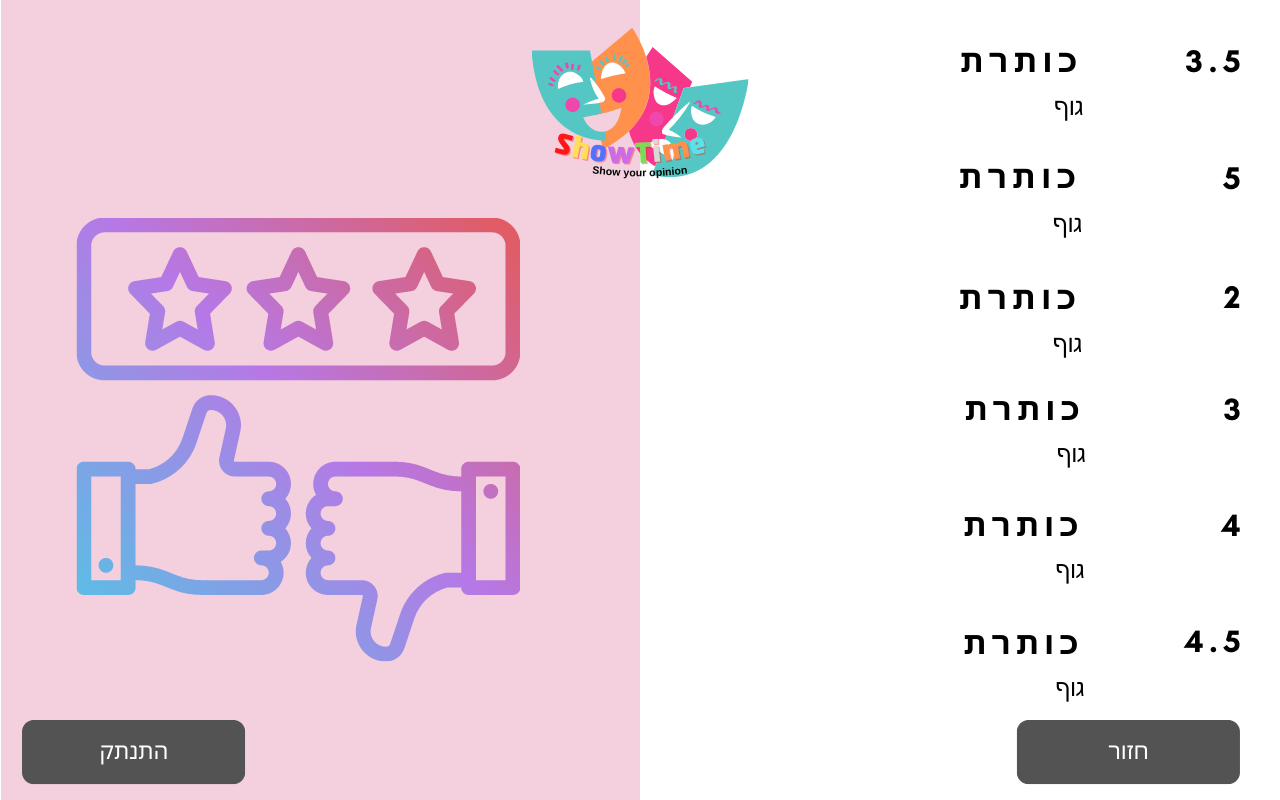 ShowTime
Show your opinion
3.5 כותרת
גוף
5 כותרת
גוף
2 כותרת
גוף
3 כותרת
גוף
4 כותרת
גוף
4.5 כותרת
גוף
חזור
התנתק